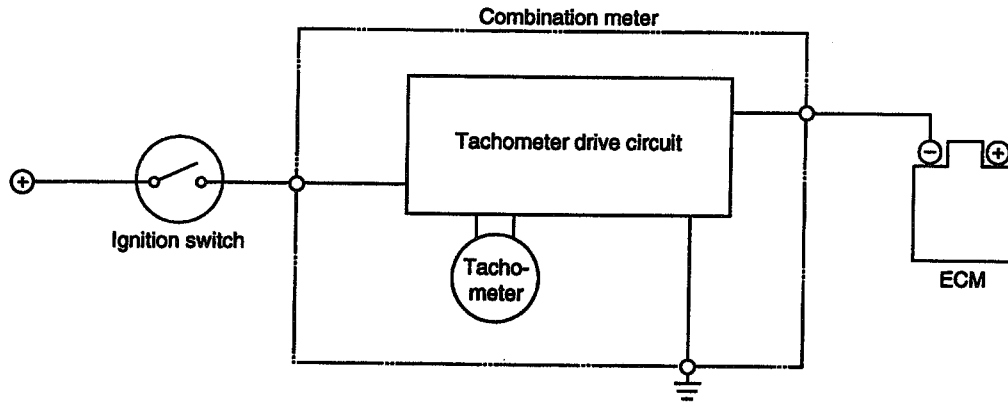 Combination meter
Tachometer drive circuit
Ignition switch
Tacho-
meter
ECM